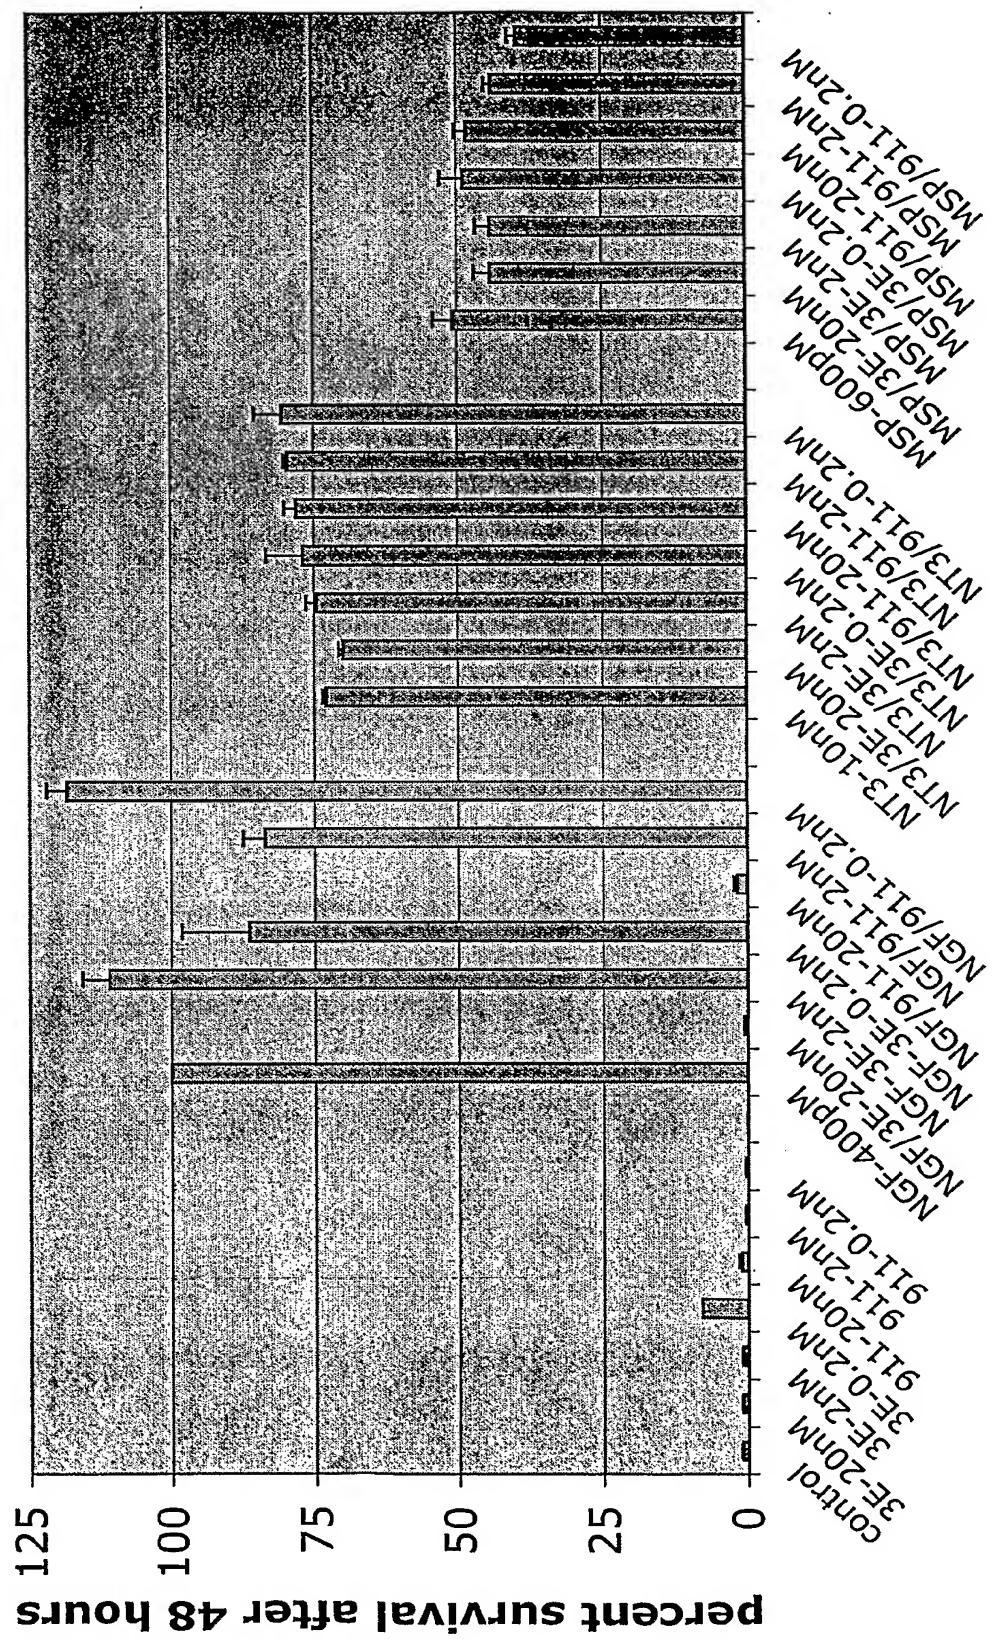 percent survival after 48 hours
125
100
75
50
25
0
control
3E-20nM
3E-2nM
3E-0.2nM
911-20nM
911-2nM
911-0.2nM
NGF-400pM
NGF/3E-20nM
NGF-3E-2nM
NGF-3E-0.2nM
NGF/911-20nM
NGF/911-2nM
NGF/911-0.2nM
NT3-10nM
NT3/3E-20nM
NT3/3E-2nM
NT3/3E-0.2nM
NT3/911-20nM
NT3/911-2nM
NT3/911-0.2nM
MSP-600pM
MSP/3E-20nM
MSP/3E-2nM
MSP/3E-0.2nM
MSP/911-20nM
MSP/911-2nM
MSP/911-0.2nM